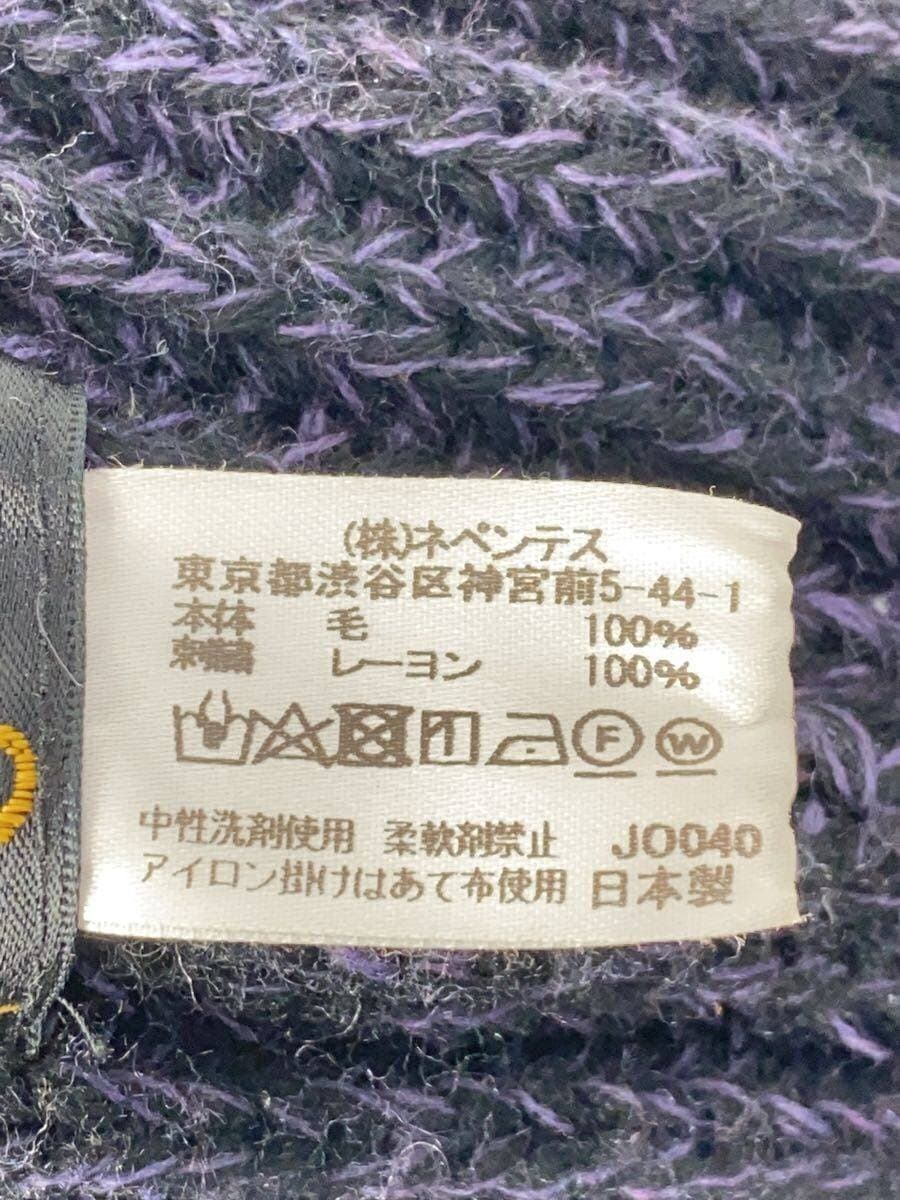 (株)ネペンテス
東京都渋谷区神宮前5-44-1
本体 毛 100%
刺繍 レーヨン 100%
F W
中性洗剤使用 柔軟剤禁止 JO040
アイロン掛けはあて布使用 日本製